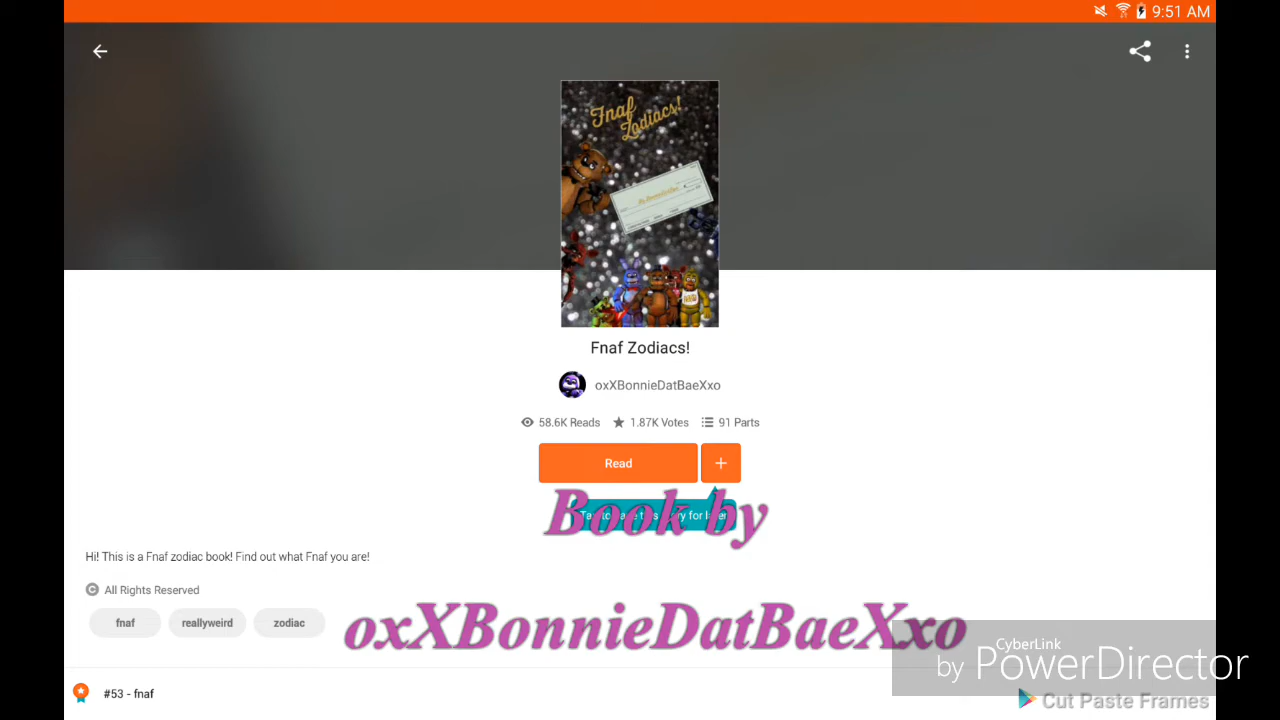 9:51 AM
Fnaf
Zodiacs!
Fnaf Zodiacs!
oxXBonnieDatBaeXxo
58.6K Reads 1.87K Votes 91 Parts
Read
Book by
Hi! This is a Fnaf zodiac book! Find out what Fnaf you are!
All Rights Reserved
fnaf reallyweird zodiac
oxXBonnieDatBaeXxo
CyberLink
by PowerDirector
#53 - fnaf
Cut Paste Frames